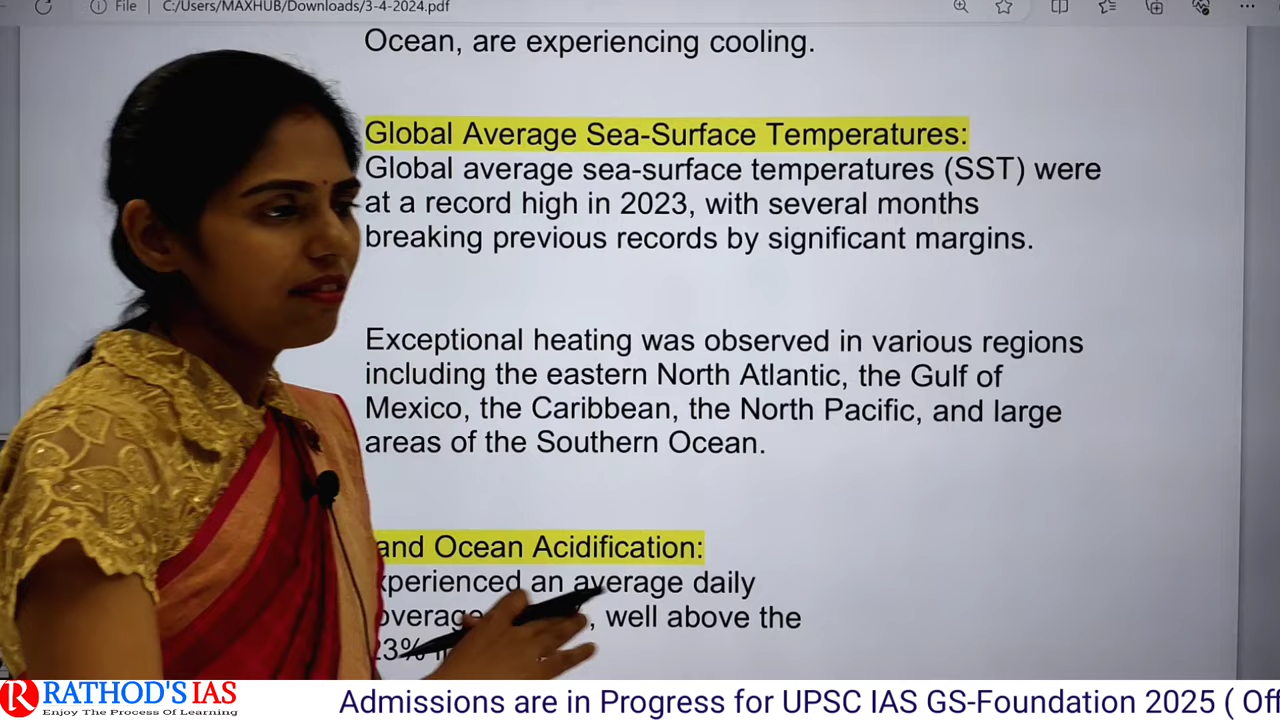 File C:/Users/MAXHUB/Downloads/3-4-2024.pdf
Ocean, are experiencing cooling.
Global Average Sea-Surface Temperatures:
Global average sea-surface temperatures (SST) were
at a record high in 2023, with several months
breaking previous records by significant margins.
Exceptional heating was observed in various regions
including the eastern North Atlantic, the Gulf of
Mexico, the Caribbean, the North Pacific, and large
areas of the Southern Ocean.
and Ocean Acidification:
xperienced an average daily
, well above the
23%
R RATHOD'S IAS
Enjoy The Process Of Learning
Admissions are in Progress for UPSC IAS GS-Foundation 2025 ( Off